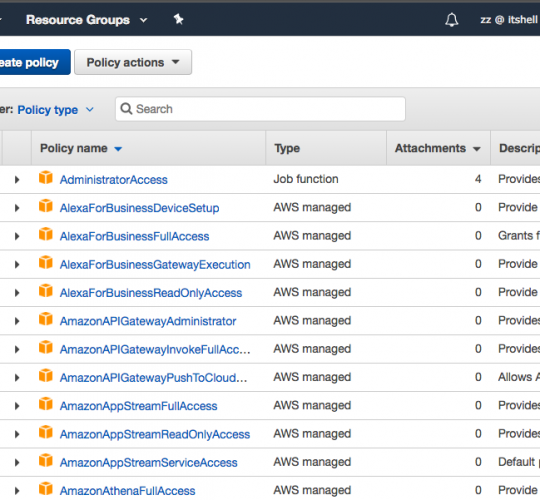 Resource Groups zz @ itshell
eate policy Policy actions
er: Policy type Search
Policy name Type Attachments Descrip
AdministratorAccess Job function 4 Provides
AlexaForBusinessDeviceSetup AWS managed 0 Provide
AlexaForBusinessFullAccess AWS managed 0 Grants f
AlexaForBusinessGatewayExecution AWS managed 0 Provide
AlexaForBusinessReadOnlyAccess AWS managed 0 Provide
AmazonAPIGatewayAdministrator AWS managed 0 Provides
AmazonAPIGatewayInvokeFullAcc... AWS managed 0 Provides
AmazonAPIGatewayPushToCloud... AWS managed 0 Allows A
AmazonAppStreamFullAccess AWS managed 0 Provides
AmazonAppStreamReadOnlyAccess AWS managed 0 Provides
AmazonAppStreamServiceAccess AWS managed 0 Default p
AmazonAthenaFullAccess AWS managed 0 Provide